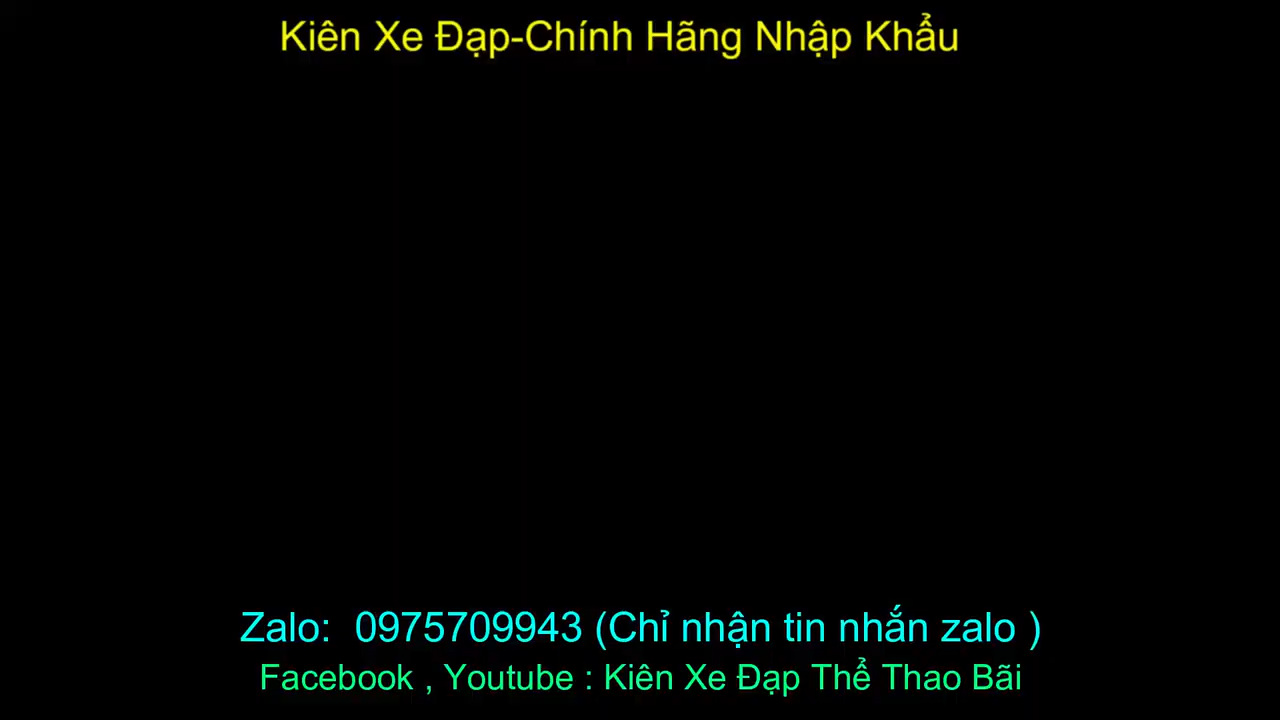 Kiên Xe Đạp-Chính Hãng Nhập Khẩu
Zalo:  0975709943 (Chỉ nhận tin nhắn zalo )
Facebook , Youtube : Kiên Xe Đạp Thể Thao Bãi